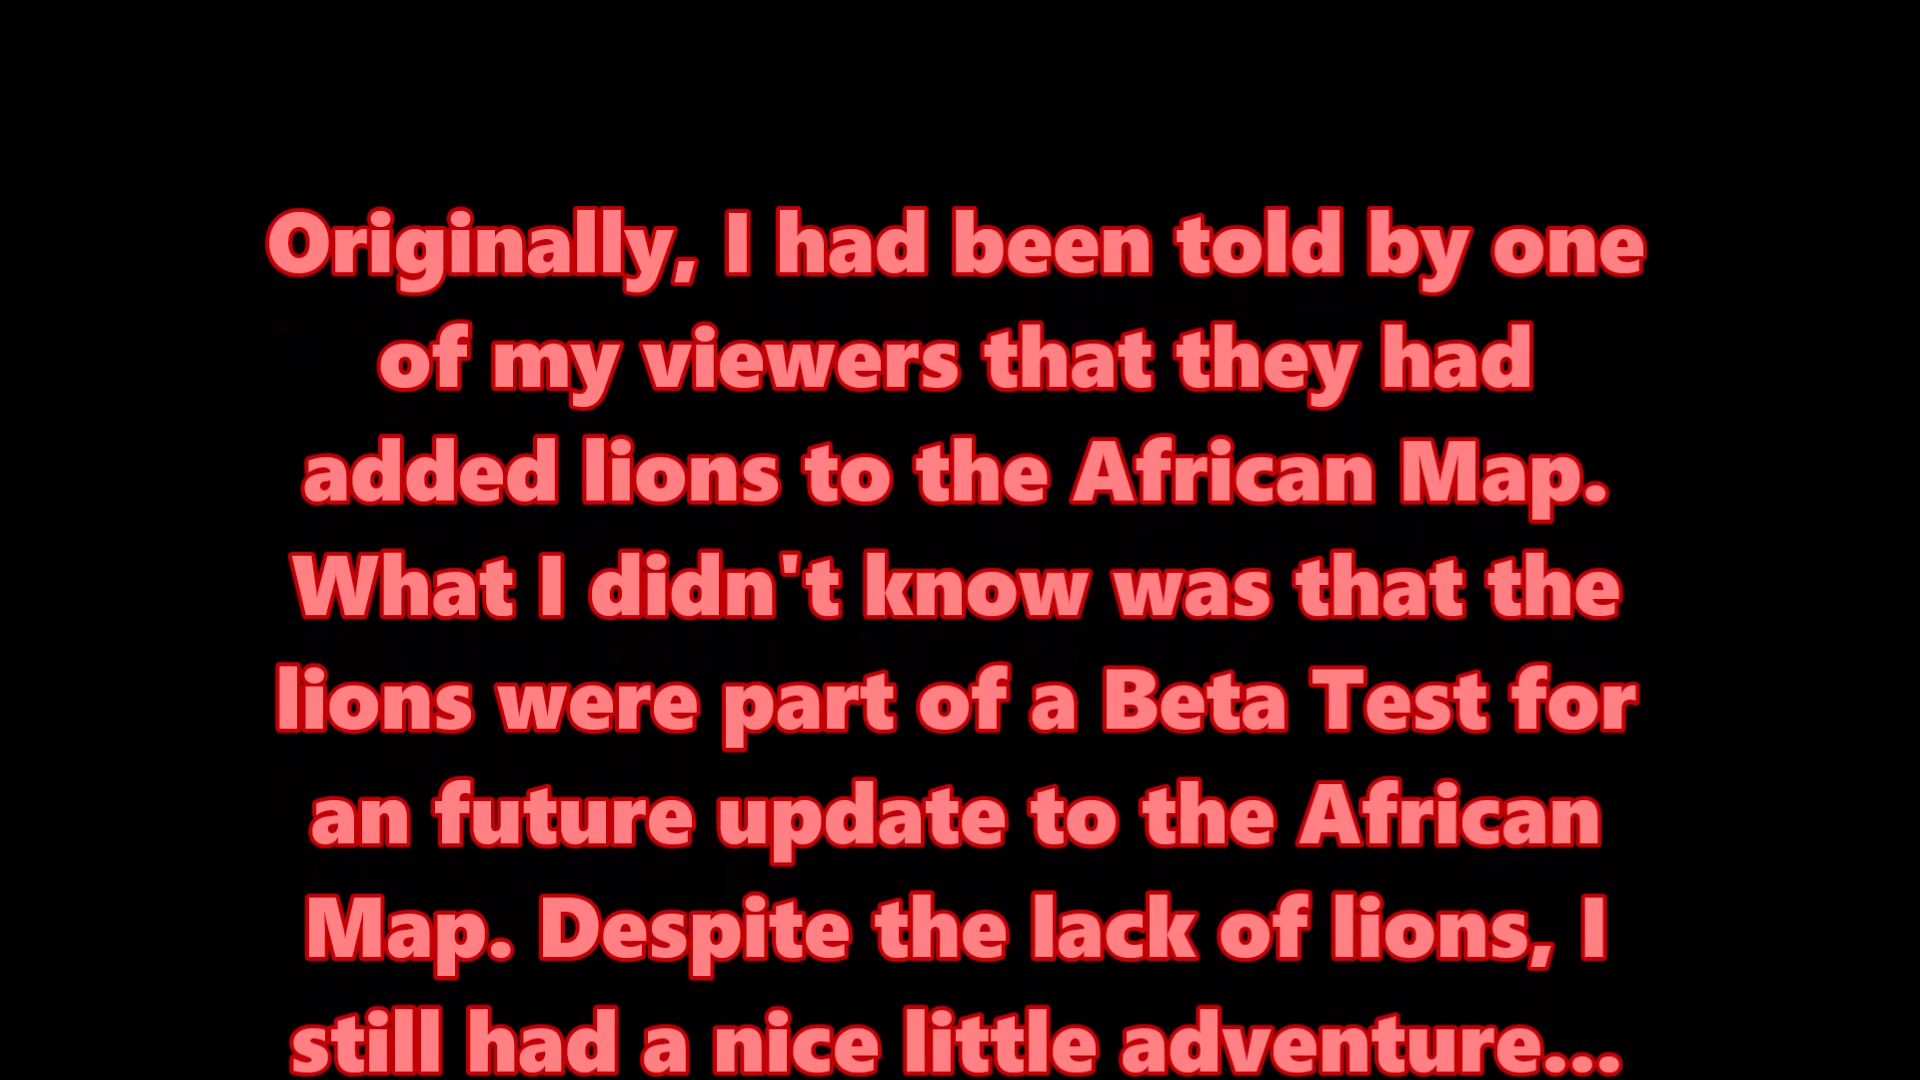 Originally, I had been told by one
of my viewers that they had
added lions to the African Map.
What I didn't know was that the
lions were part of a Beta Test for
an future update to the African
Map. Despite the lack of lions, I
still had a nice little adventure...